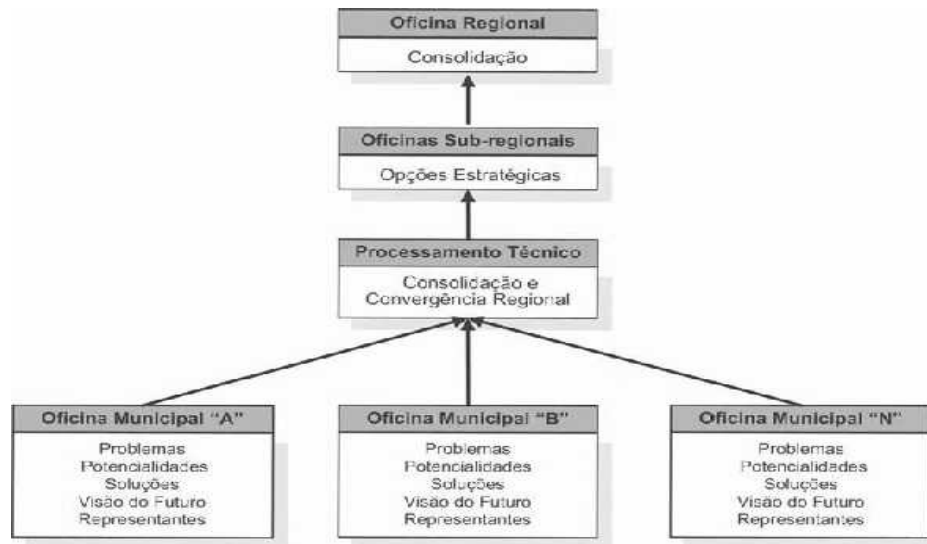 Oficina Regional
Consolidação
Oficinas Sub-regionais
Opções Estratégicas
Processamento Técnico
Consolidação e
Convergência Regional
Oficina Municipal “A”
Problemas
Potencialidades
Soluções
Visão do Futuro
Representantes
Oficina Municipal “B”
Problemas
Potencialidades
Soluções
Visão do Futuro
Representantes
Oficina Municipal “N”
Problemas
Potencialidades
Soluções
Visão do Futuro
Representantes